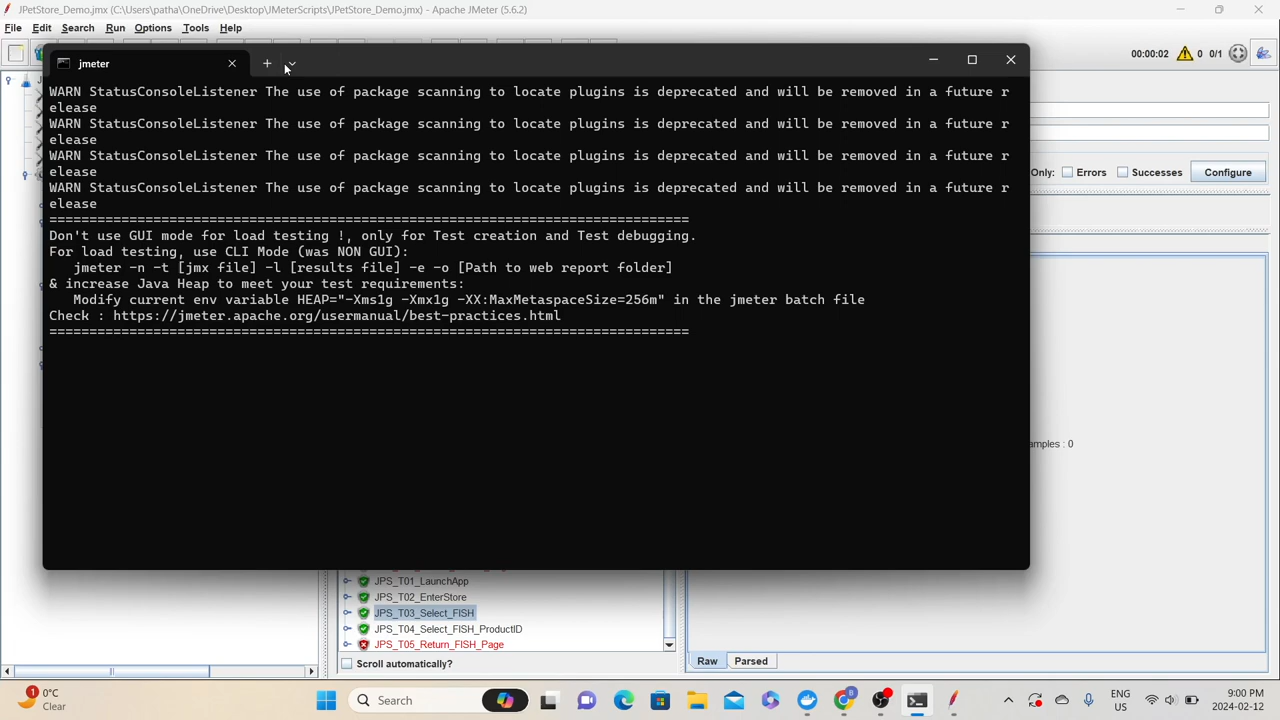 JPetStore_Demo.jmx (C:\Users\patha\OneDrive\Desktop\JMeterScripts\JPetStore_Demo.jmx) - Apache JMeter (5.6.2)
File Edit Search Run Options Tools Help
00:00:02 0 0/1
jmeter
WARN StatusConsoleListener The use of package scanning to locate plugins is deprecated and will be removed in a future r
elease
WARN StatusConsoleListener The use of package scanning to locate plugins is deprecated and will be removed in a future r
elease
WARN StatusConsoleListener The use of package scanning to locate plugins is deprecated and will be removed in a future r
elease
WARN StatusConsoleListener The use of package scanning to locate plugins is deprecated and will be removed in a future r
elease
================================================================================
Don't use GUI mode for load testing !, only for Test creation and Test debugging.
For load testing, use CLI Mode (was NON GUI):
jmeter -n -t [jmx file] -l [results file] -e -o [Path to web report folder]
& increase Java Heap to meet your test requirements:
Modify current env variable HEAP="-Xms1g -Xmx1g -XX:MaxMetaspaceSize=256m" in the jmeter batch file
Check : https://jmeter.apache.org/usermanual/best-practices.html
================================================================================
Only: Errors Successes Configure
amples : 0
JPS_T01_LaunchApp
JPS_T02_EnterStore
JPS_T03_Select_FISH
JPS_T04_Select_FISH_ProductID
JPS_T05_Return_FISH_Page
Scroll automatically?
Raw Parsed
1
0°C
Clear
Search
8
ENG
US
9:00 PM
2024-02-12